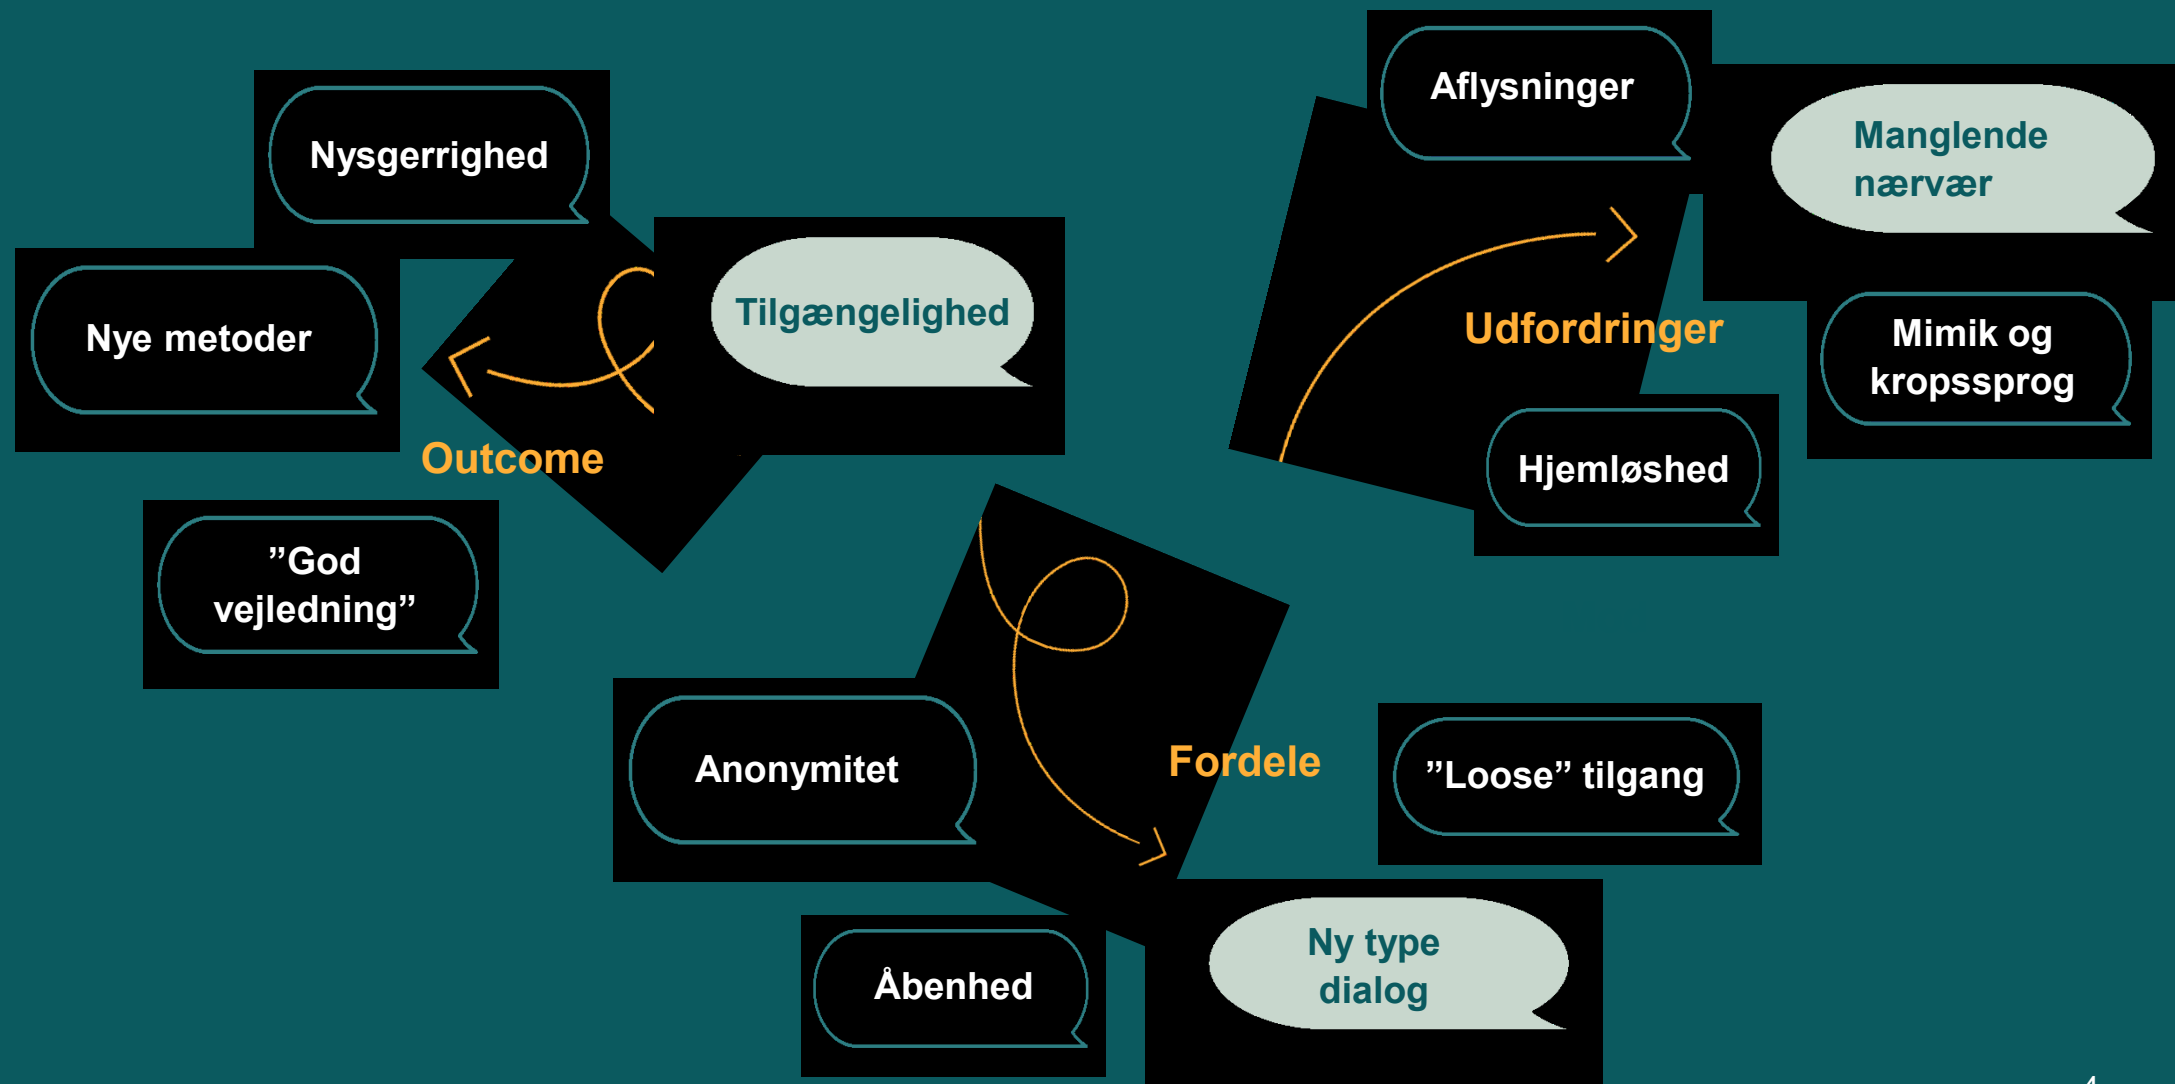 Nysgerrighed
Nye metoder
Tilgængelighed
Outcome
”God
vejledning”
Aflysninger
Manglende
nærvær
Udfordringer
Mimik og
kropssprog
Hjemløshed
Anonymitet
Fordele
”Loose” tilgang
Åbenhed
Ny type
dialog
4